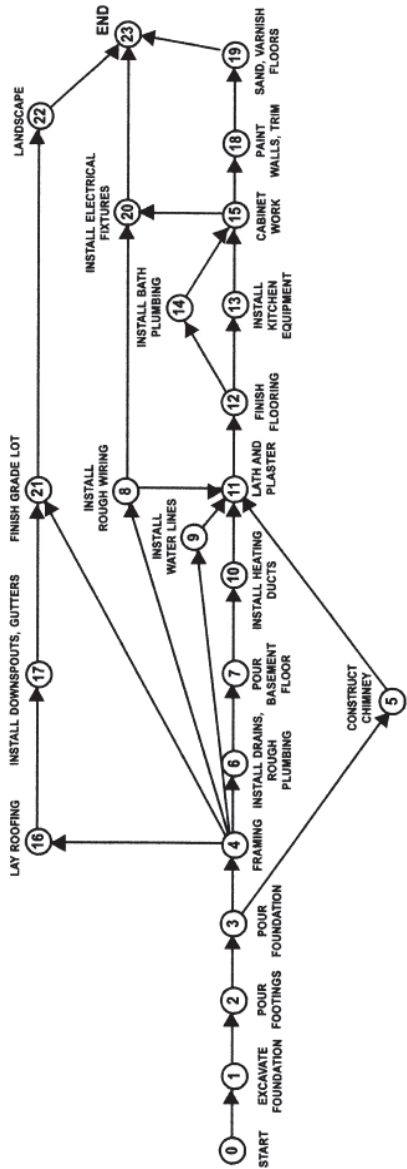 0
START
1
EXCAVATE
FOUNDATION
2
POUR
FOOTINGS
3
POUR
FOUNDATION
4
FRAMING
LAY ROOFING
16
INSTALL DOWNSPOUTS, GUTTERS
17
FINISH GRADE LOT
21
LANDSCAPE
22
END
23
INSTALL
ROUGH WIRING
8
INSTALL ELECTRICAL
FIXTURES
20
9
INSTALL
WATER LINES
INSTALL BATH
PLUMBING
14
6
INSTALL DRAINS,
ROUGH
PLUMBING
7
POUR
BASEMENT
FLOOR
10
INSTALL HEATING
DUCTS
11
LATH AND
PLASTER
12
FINISH
FLOORING
13
INSTALL
KITCHEN
EQUIPMENT
15
CABINET
WORK
18
PAINT
WALLS, TRIM
19
SAND, VARNISH
FLOORS
CONSTRUCT
CHIMNEY
5